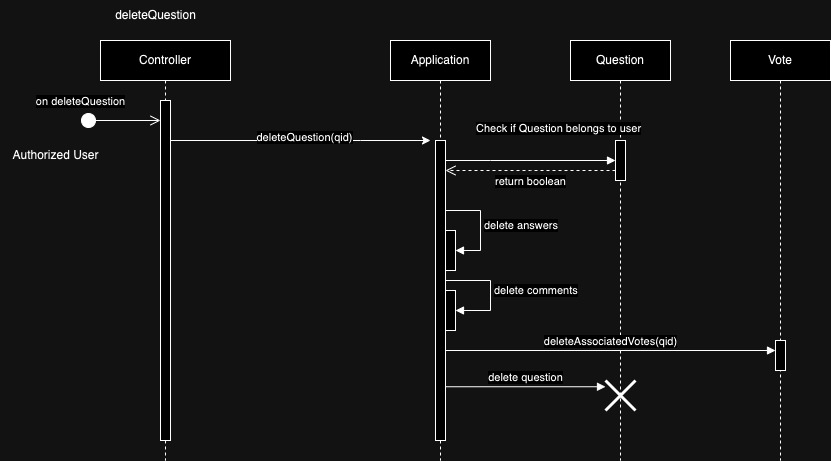 deleteQuestion
Controller
Application
Question
Vote
on deleteQuestion
Authorized User
deleteQuestion(qid)
Check if Question belongs to user
return boolean
delete answers
delete comments
deleteAssociatedVotes(qid)
delete question